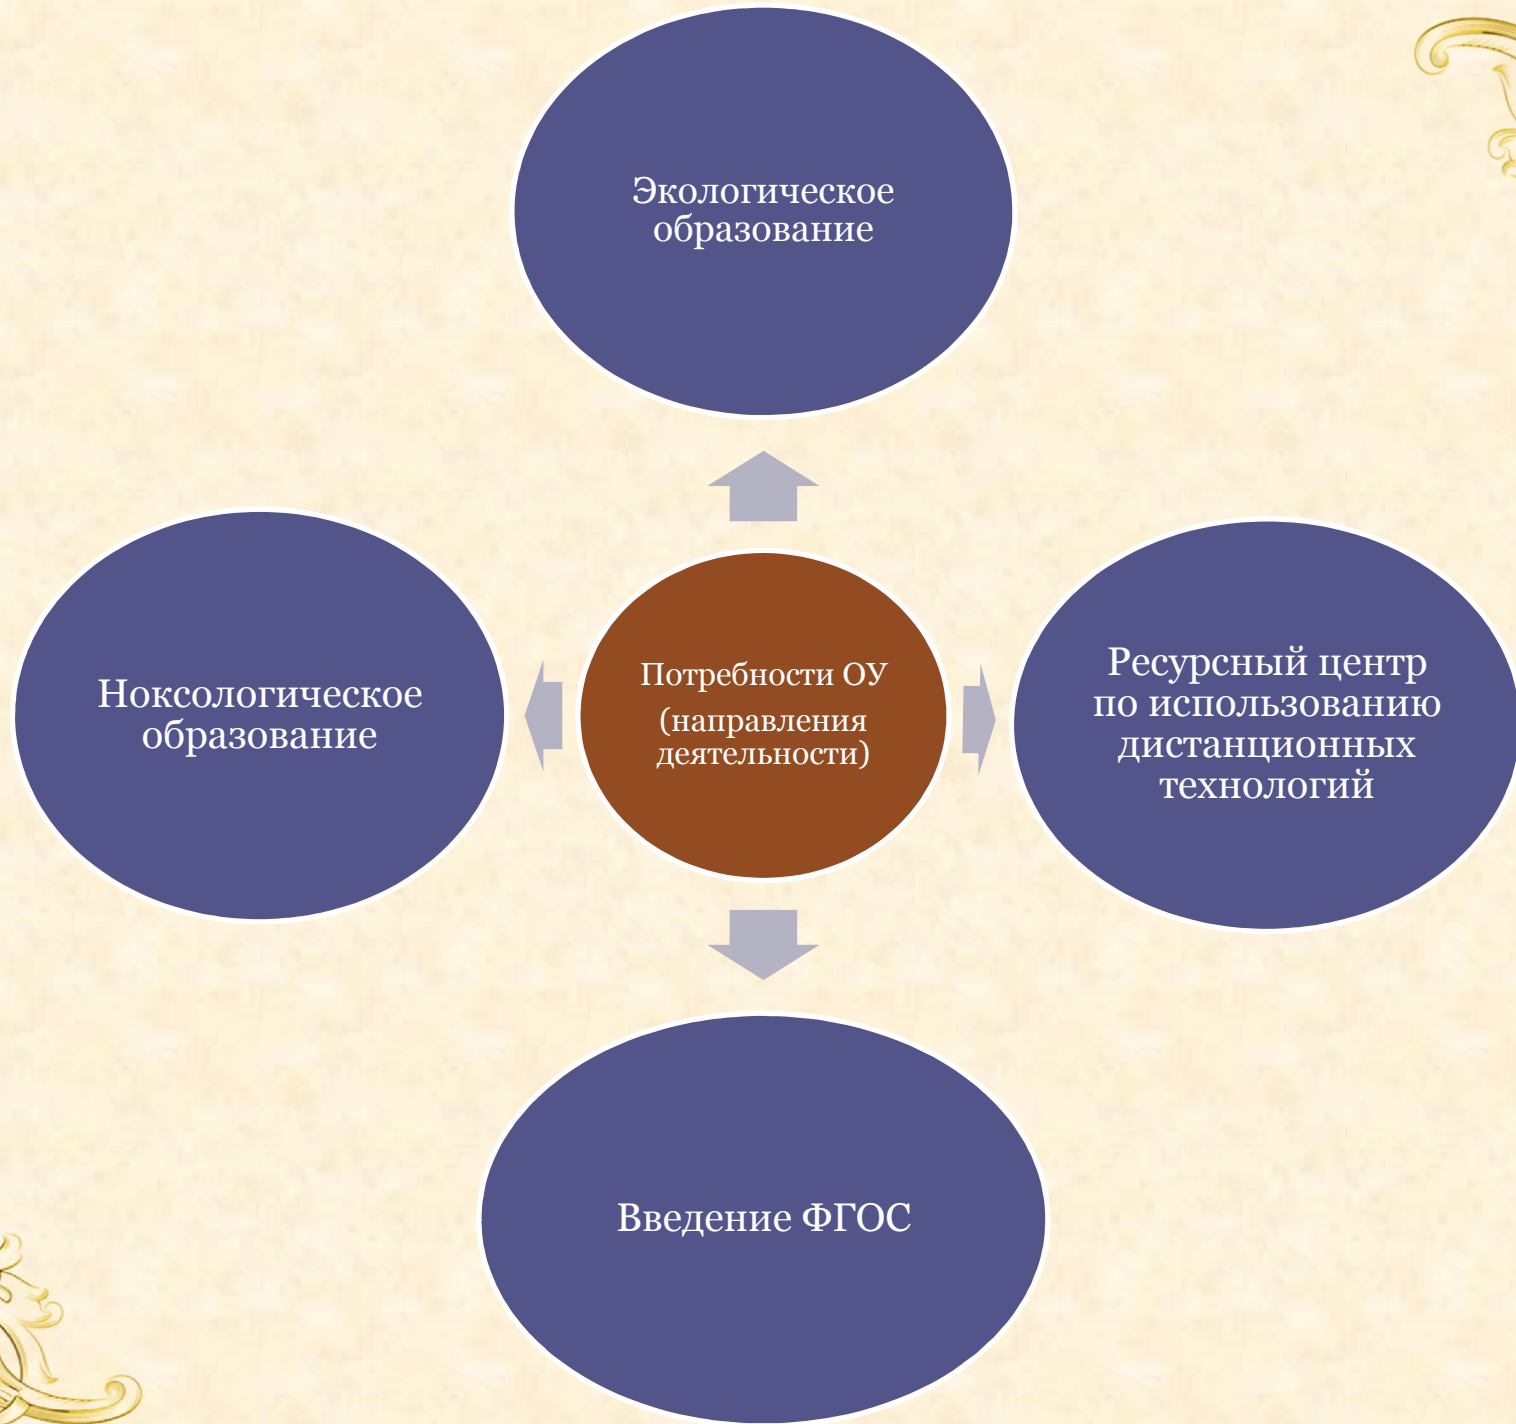 Экологическое
образование
Ноксологическое
образование
Потребности ОУ
(направления
деятельности)
Ресурсный центр
по использованию
дистанционных
технологий
Введение ФГОС